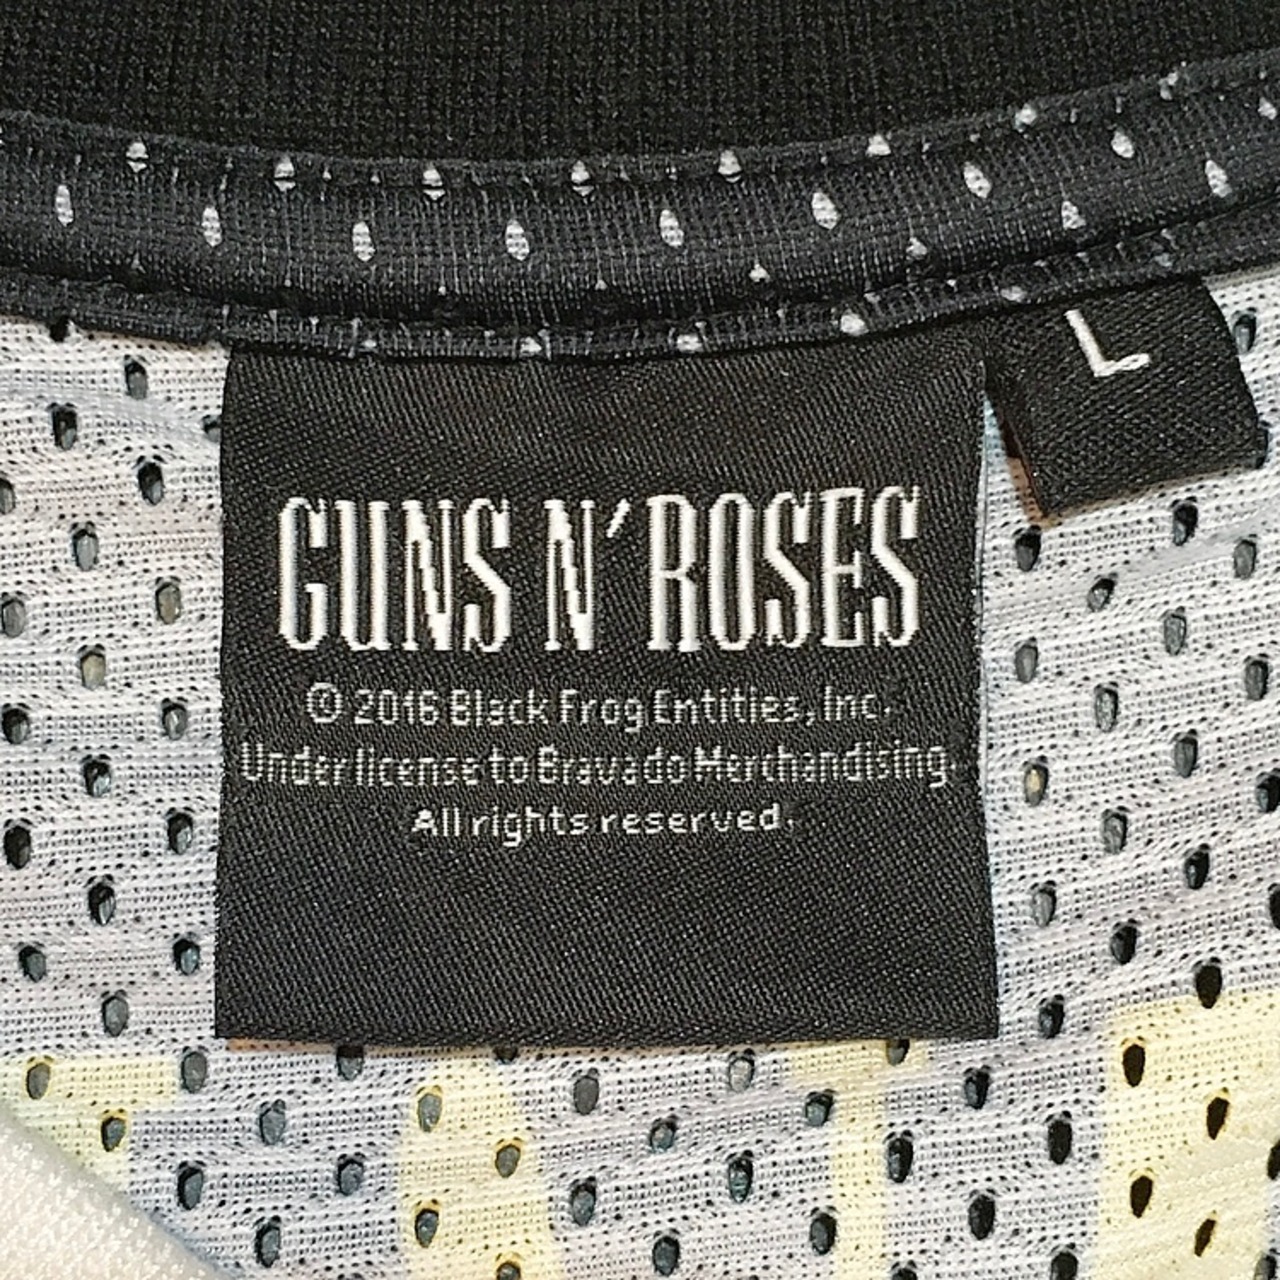 L
GUNS N' ROSES
© 2016 Black Frog Entities, Inc.
Under license to Bravado Merchandising.
All rights reserved.